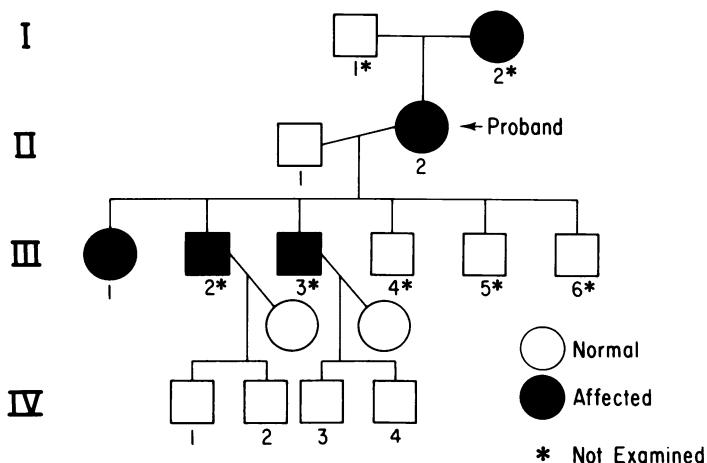 I
1* 2*
II
1 2 Proband
III
1 2* 3* 4* 5* 6*
Normal
Affected
IV
1 2 3 4
* Not Examined